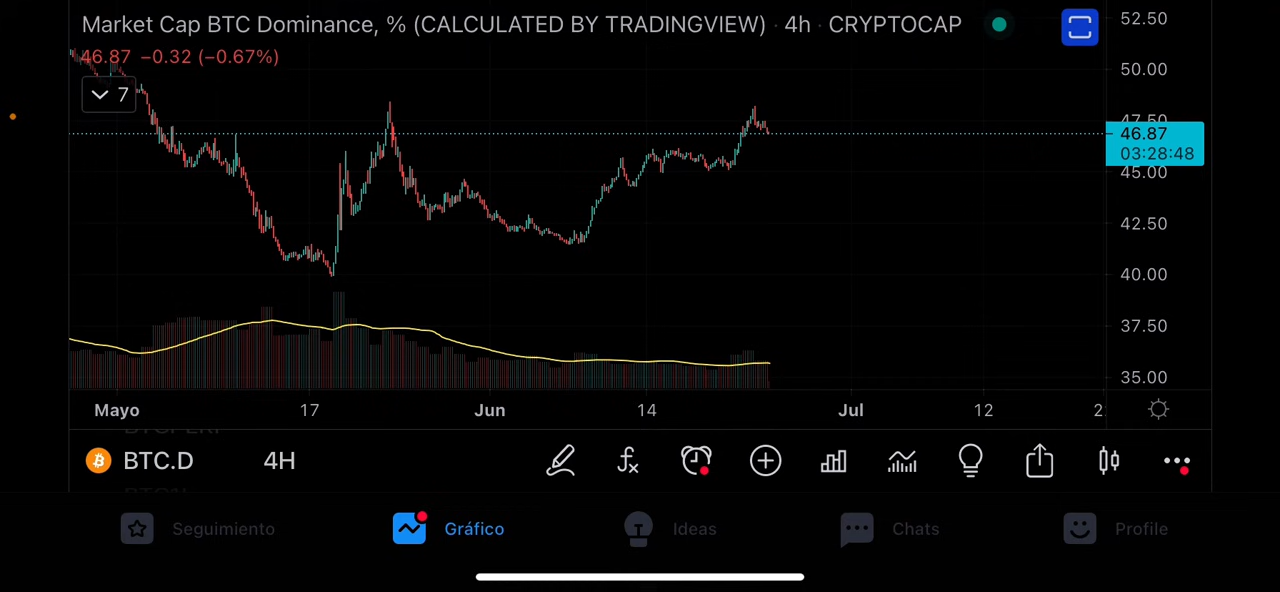 Market Cap BTC Dominance, % (CALCULATED BY TRADINGVIEW) · 4h · CRYPTOCAP
46.87 −0.32 (−0.67%)
7
52.50
50.00
47.50
46.87
03:28:48
45.00
42.50
40.00
37.50
35.00
Mayo 17 Jun 14 Jul 12 2
BTC.D 4H
Seguimiento Gráfico Ideas Chats Profile